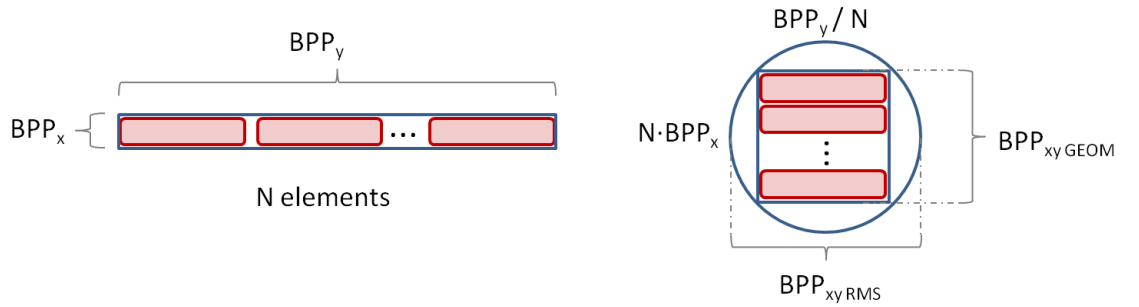 BPPy
BPPx
...
N elements
BPPy / N
N·BPPx
⋮
BPPxy GEOM
BPPxy RMS